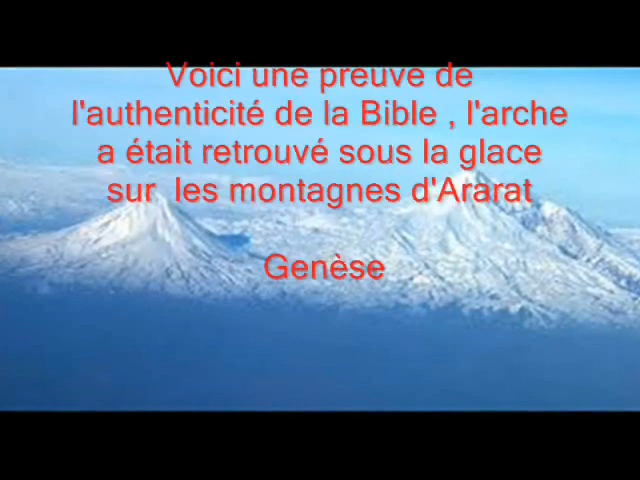 Voici une preuve de
l'authenticité de la Bible , l'arche
a était retrouvé sous la glace
sur les montagnes d'Ararat
Genèse